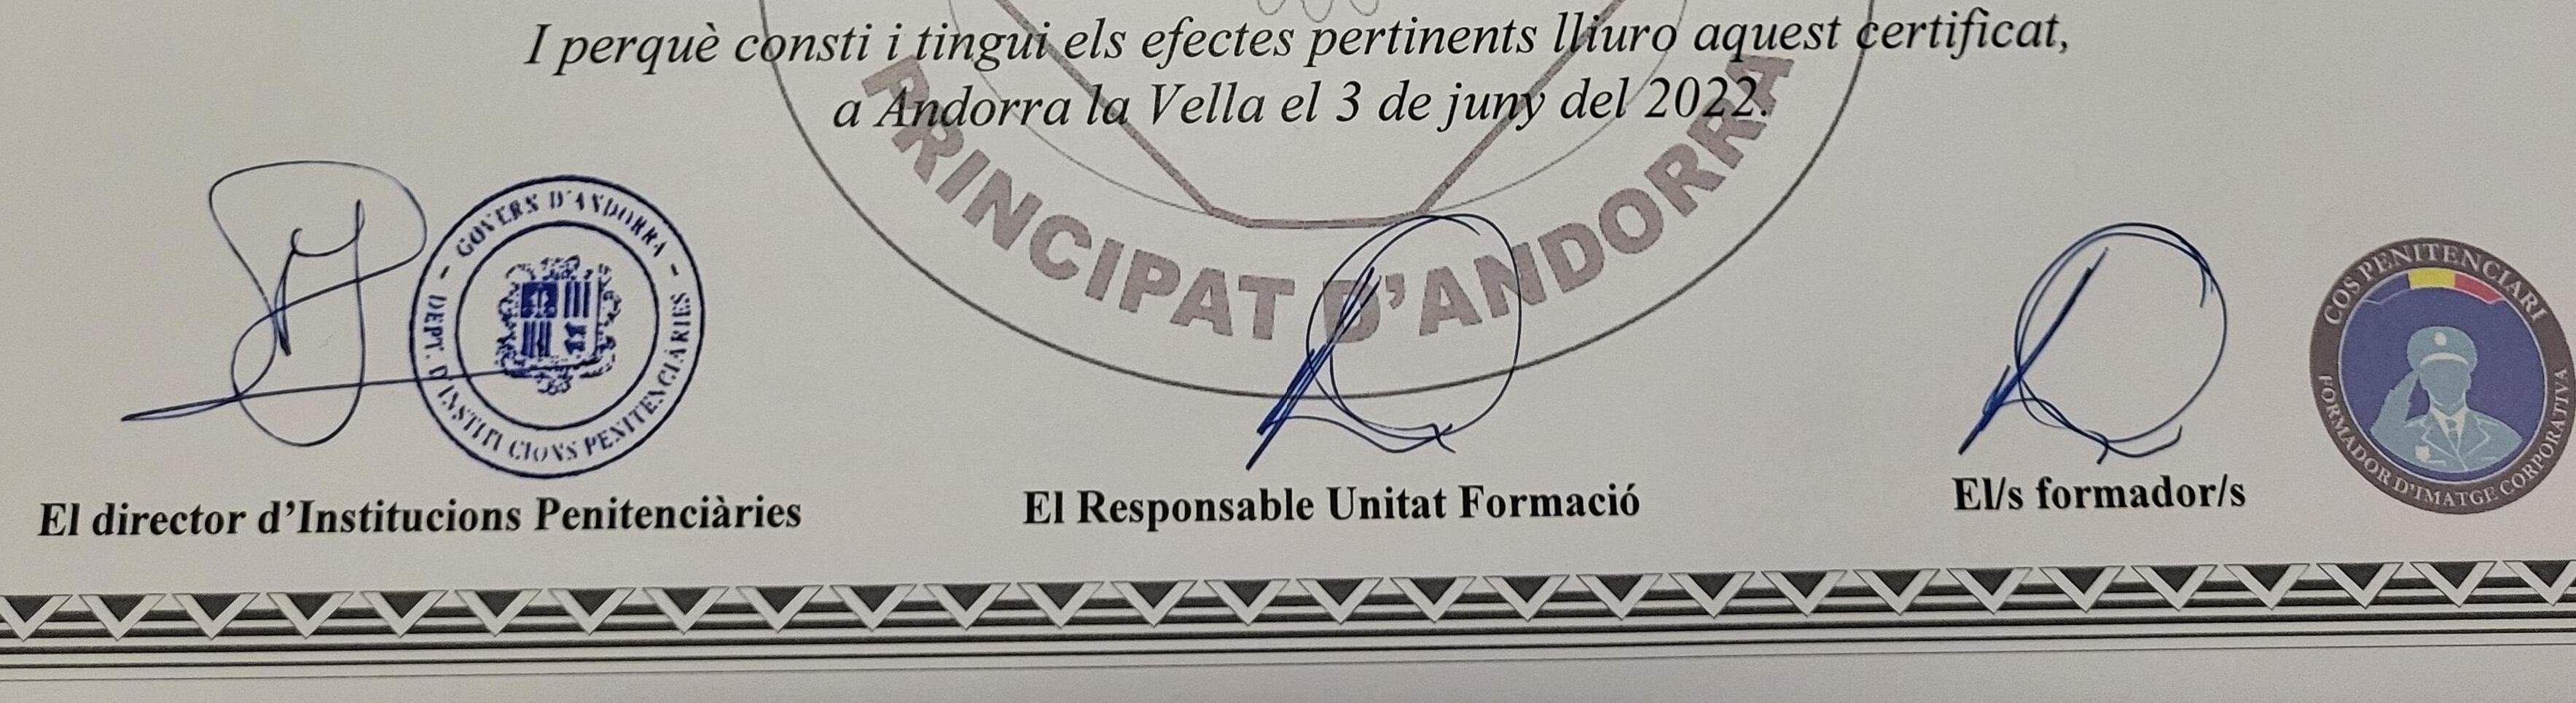 I perquè consti i tingui els efectes pertinents lliuro aquest certificat,
a Andorra la Vella el 3 de juny del 2022.
PRINCIPAT D'ANDORRA
GOVERN D'ANDORRA
DEPT. D'INSTITUCIONS PENITENCIÀRIES
COS PENITENCIARI
FORMADOR D'IMATGE CORPORATIVA
El director d'Institucions Penitenciàries
El Responsable Unitat Formació
El/s formador/s